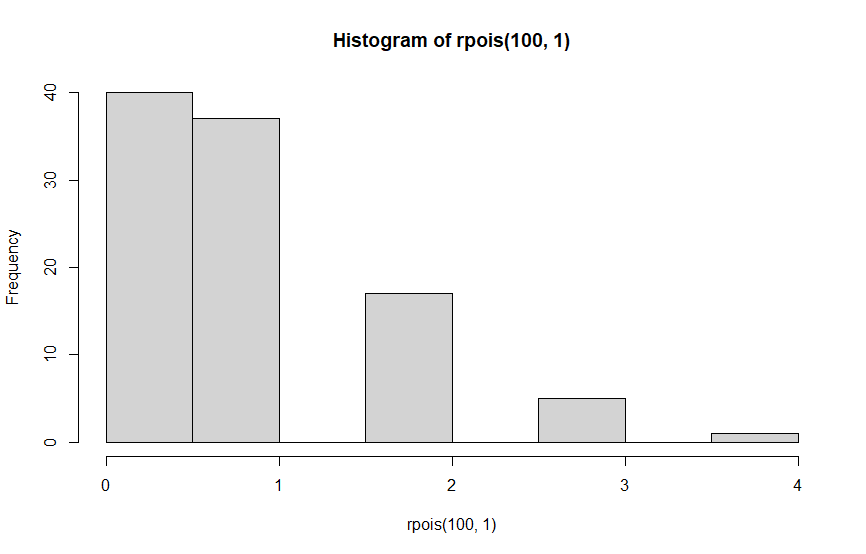 Histogram of rpois(100, 1)
Frequency
40
30
20
10
0
0 1 2 3 4
rpois(100, 1)